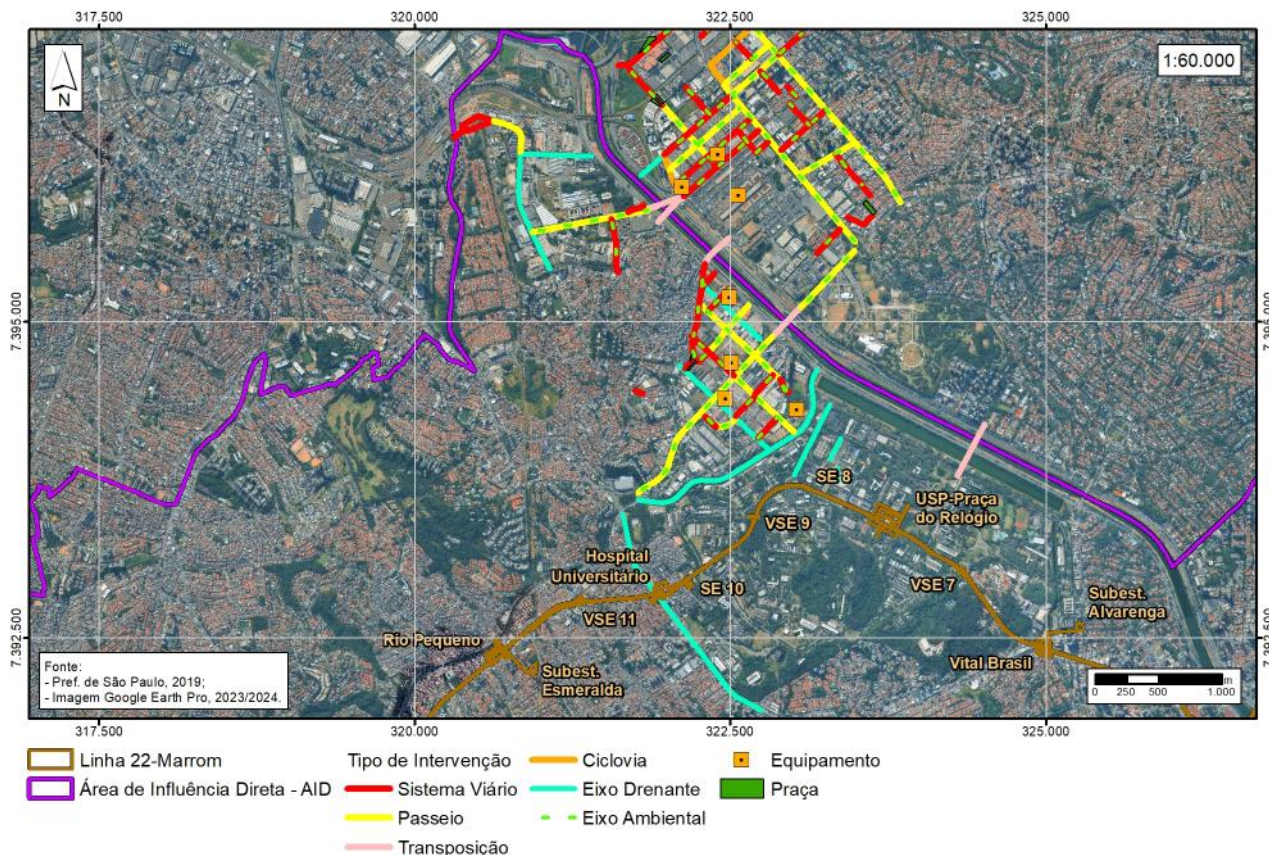 317.500
320.000
322.500
325.000
1:60.000
N
7.395.000
7.395.000
SE 8
USP-Praça
do Relógio
VSE 9
Hospital
Universitário
SE 10
VSE 7
Subest.
Alvarenga
VSE 11
Rio Pequeno
7.392.500
7.392.500
Vital Brasil
Subest.
Esmeralda
Fonte:
- Pref. de São Paulo, 2019;
- Imagem Google Earth Pro, 2023/2024.
m
0 250 500 1.000
317.500
320.000
322.500
325.000
Linha 22-Marrom
Tipo de Intervenção
Ciclovia
Equipamento
Área de Influência Direta - AID
Sistema Viário
Eixo Drenante
Praça
Passeio
Eixo Ambiental
Transposição